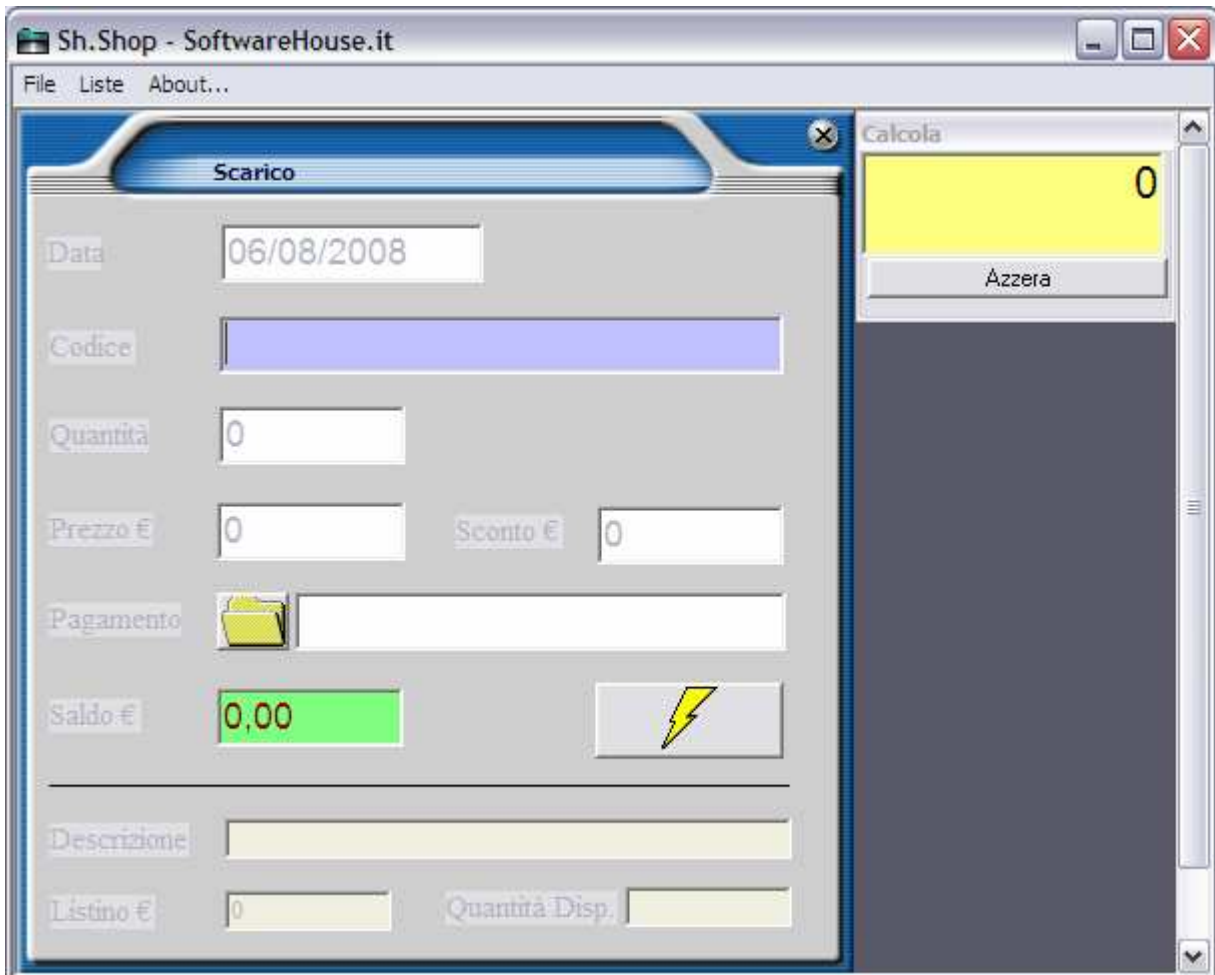 Sh.Shop - SoftwareHouse.it
File Liste About...
Scarico
Calcola
0
Azzera
Data 06/08/2008
Codice
Quantità 0
Prezzo € 0 Sconto € 0
Pagamento
Saldo € 0,00
Descrizione
Listino € 0 Quantità Disp.